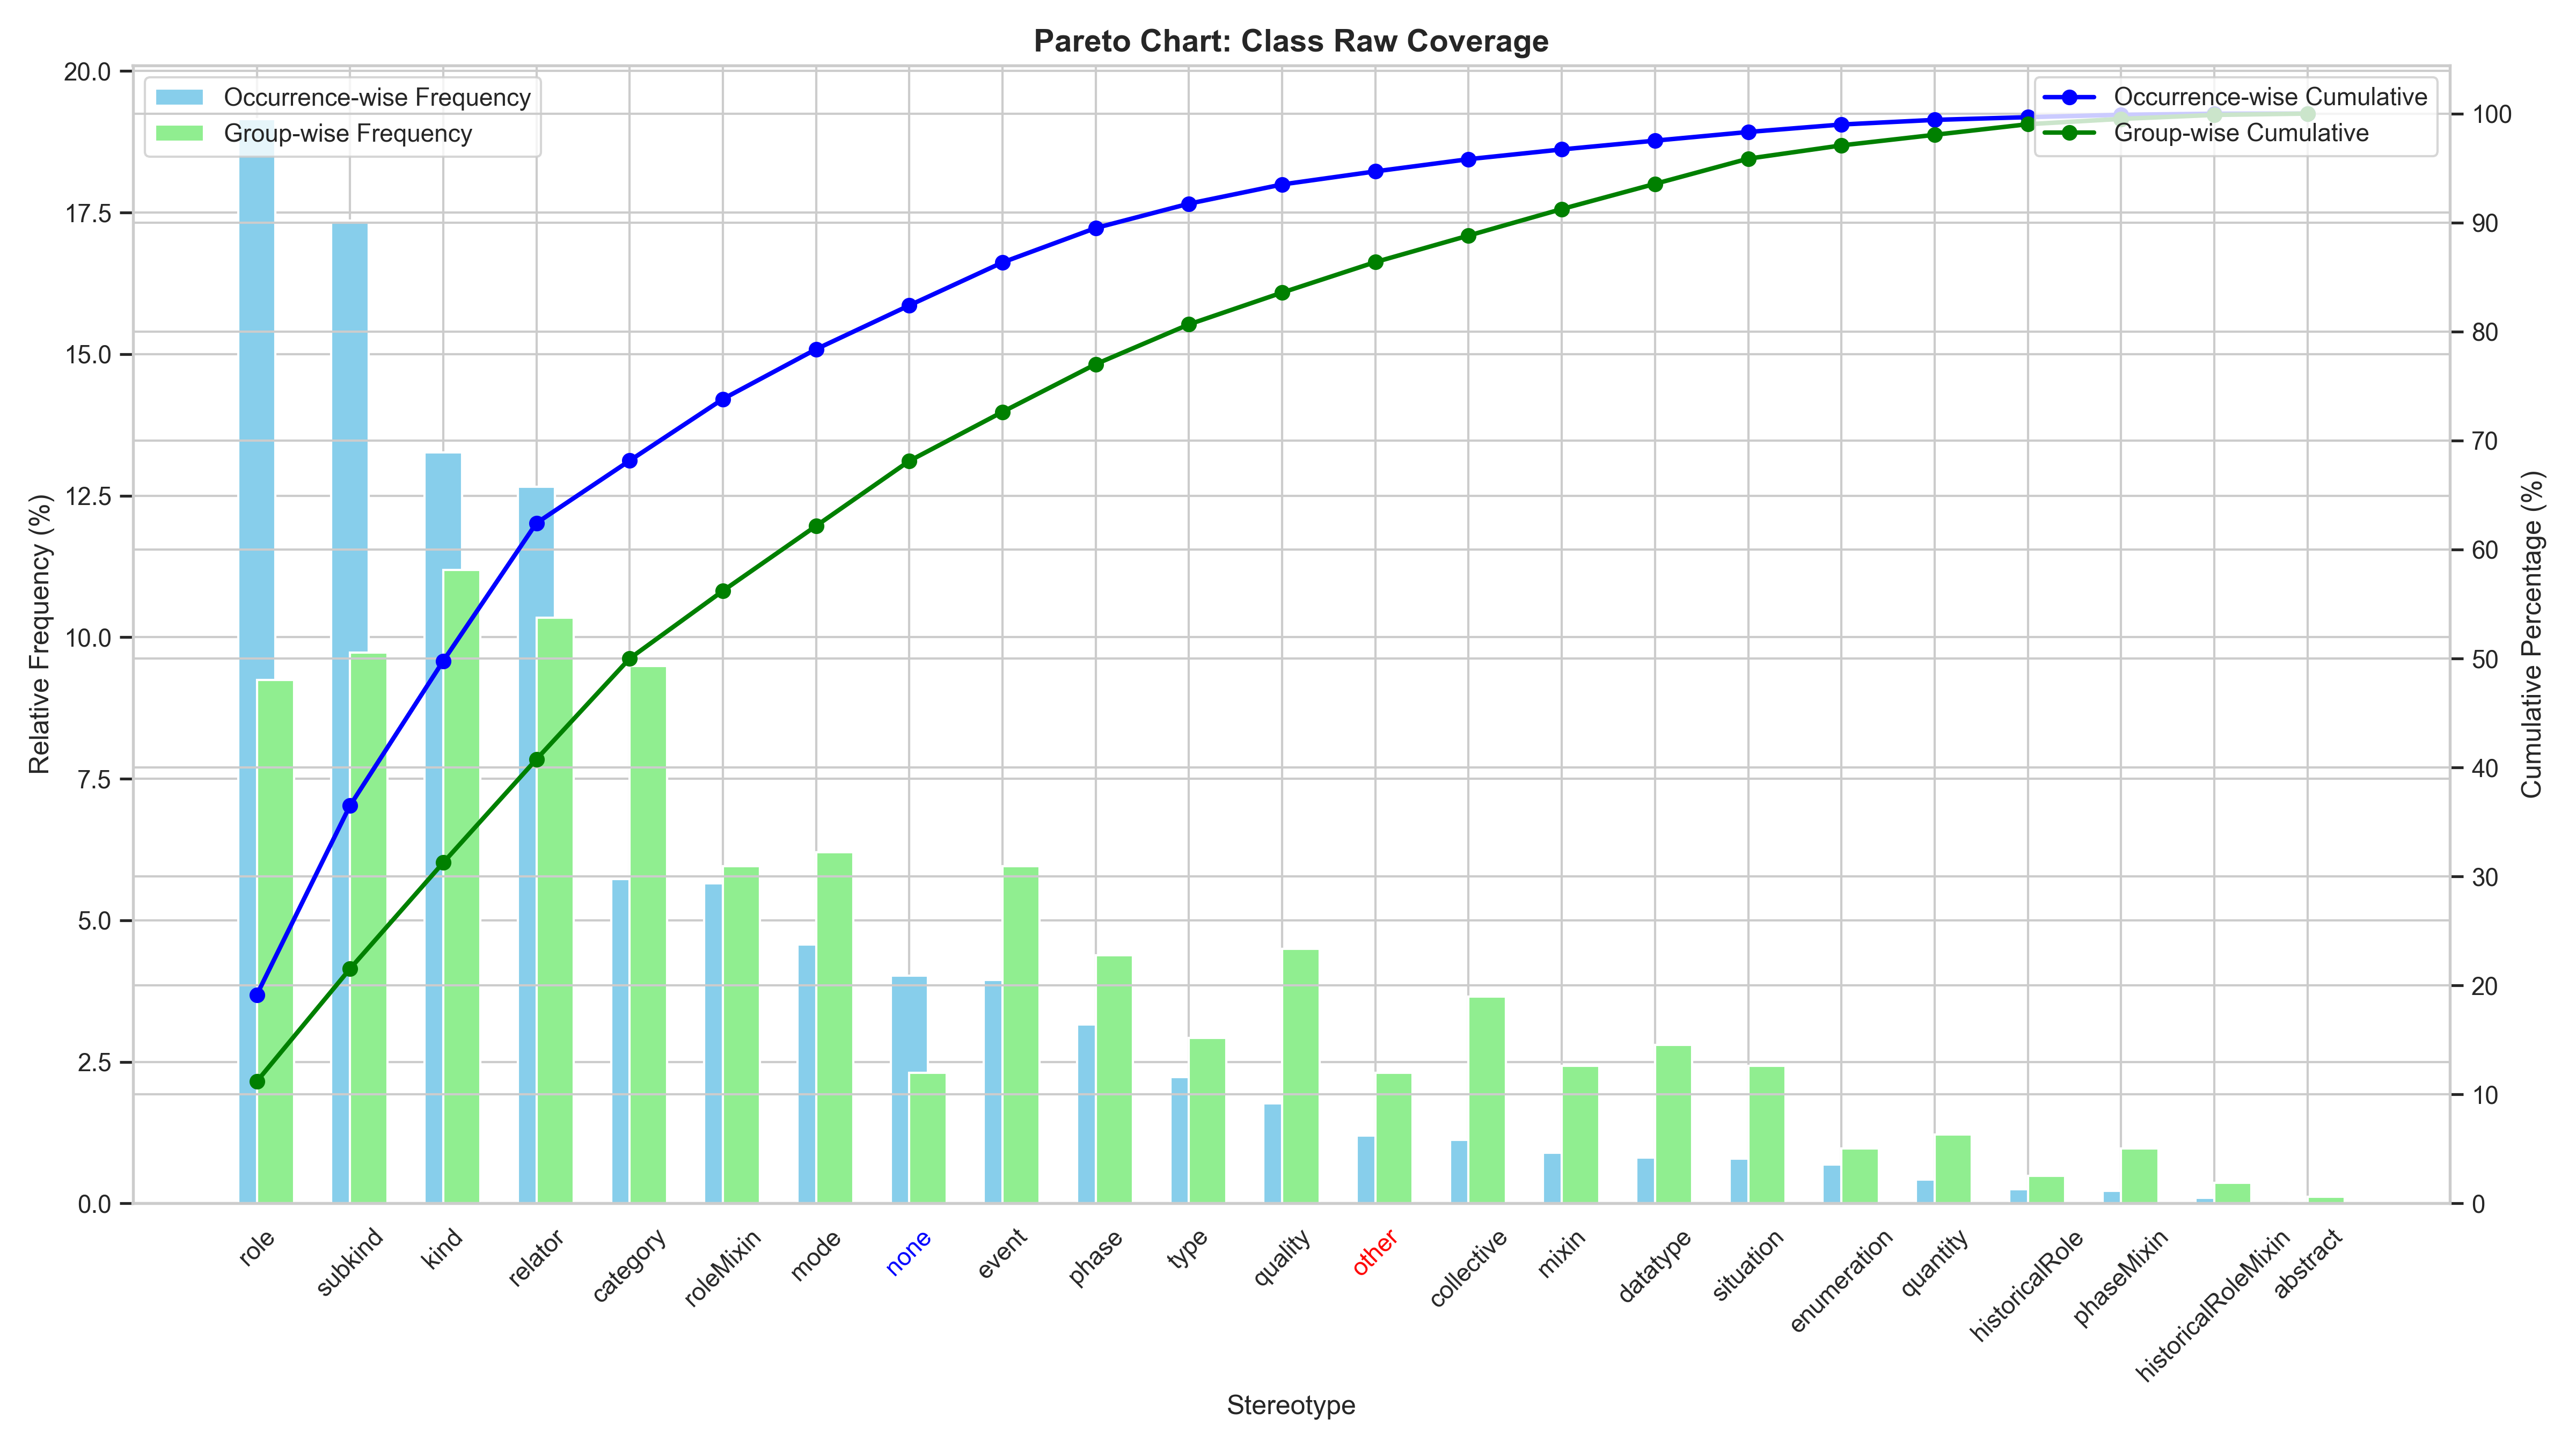 Pareto Chart: Class Raw Coverage
Occurrence-wise Frequency
Group-wise Frequency
Occurrence-wise Cumulative
Group-wise Cumulative
Relative Frequency (%)
20.0
17.5
15.0
12.5
10.0
7.5
5.0
2.5
0.0
Cumulative Percentage (%)
100
90
80
70
60
50
40
30
20
10
0
role
subkind
kind
relator
category
roleMixin
mode
none
event
phase
type
quality
other
collective
mixin
datatype
situation
enumeration
quantity
historicalRole
phaseMixin
historicalRoleMixin
abstract
Stereotype